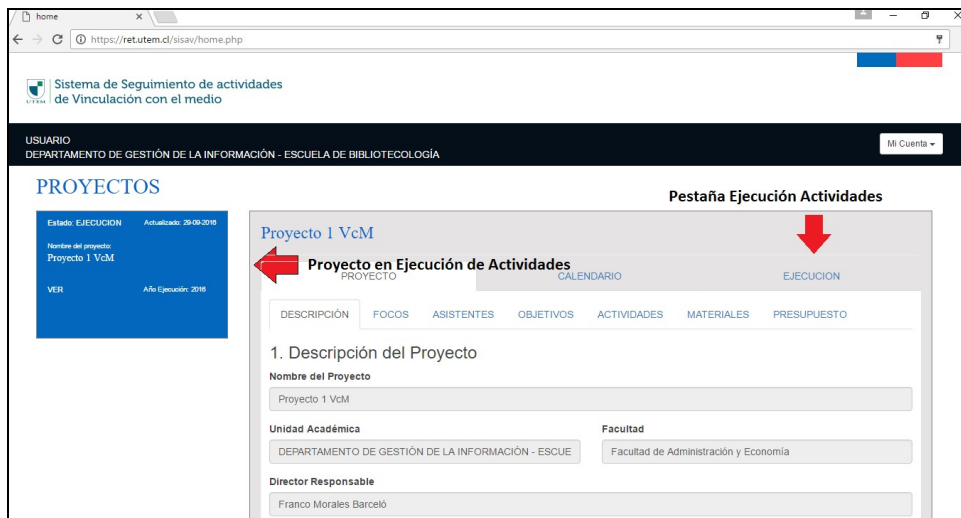 home
https://ret.utem.cl/sisav/home.php
Sistema de Seguimiento de actividades
de Vinculación con el medio
UTEM
USUARIO
DEPARTAMENTO DE GESTIÓN DE LA INFORMACIÓN - ESCUELA DE BIBLIOTECOLOGÍA
Mi Cuenta
PROYECTOS
Pestaña Ejecución Actividades
Estado: EJECUCION Actualizado: 29-09-2016
Nombre del proyecto:
Proyecto 1 VcM
VER Año Ejecución: 2016
Proyecto 1 VcM
Proyecto en Ejecución de Actividades
PROYECTO CALENDARIO EJECUCION
DESCRIPCIÓN FOCOS ASISTENTES OBJETIVOS ACTIVIDADES MATERIALES PRESUPUESTO
1. Descripción del Proyecto
Nombre del Proyecto
Proyecto 1 VcM
Unidad Académica Facultad
DEPARTAMENTO DE GESTIÓN DE LA INFORMACIÓN - ESCUE Facultad de Administración y Economía
Director Responsable
Franco Morales Barceló